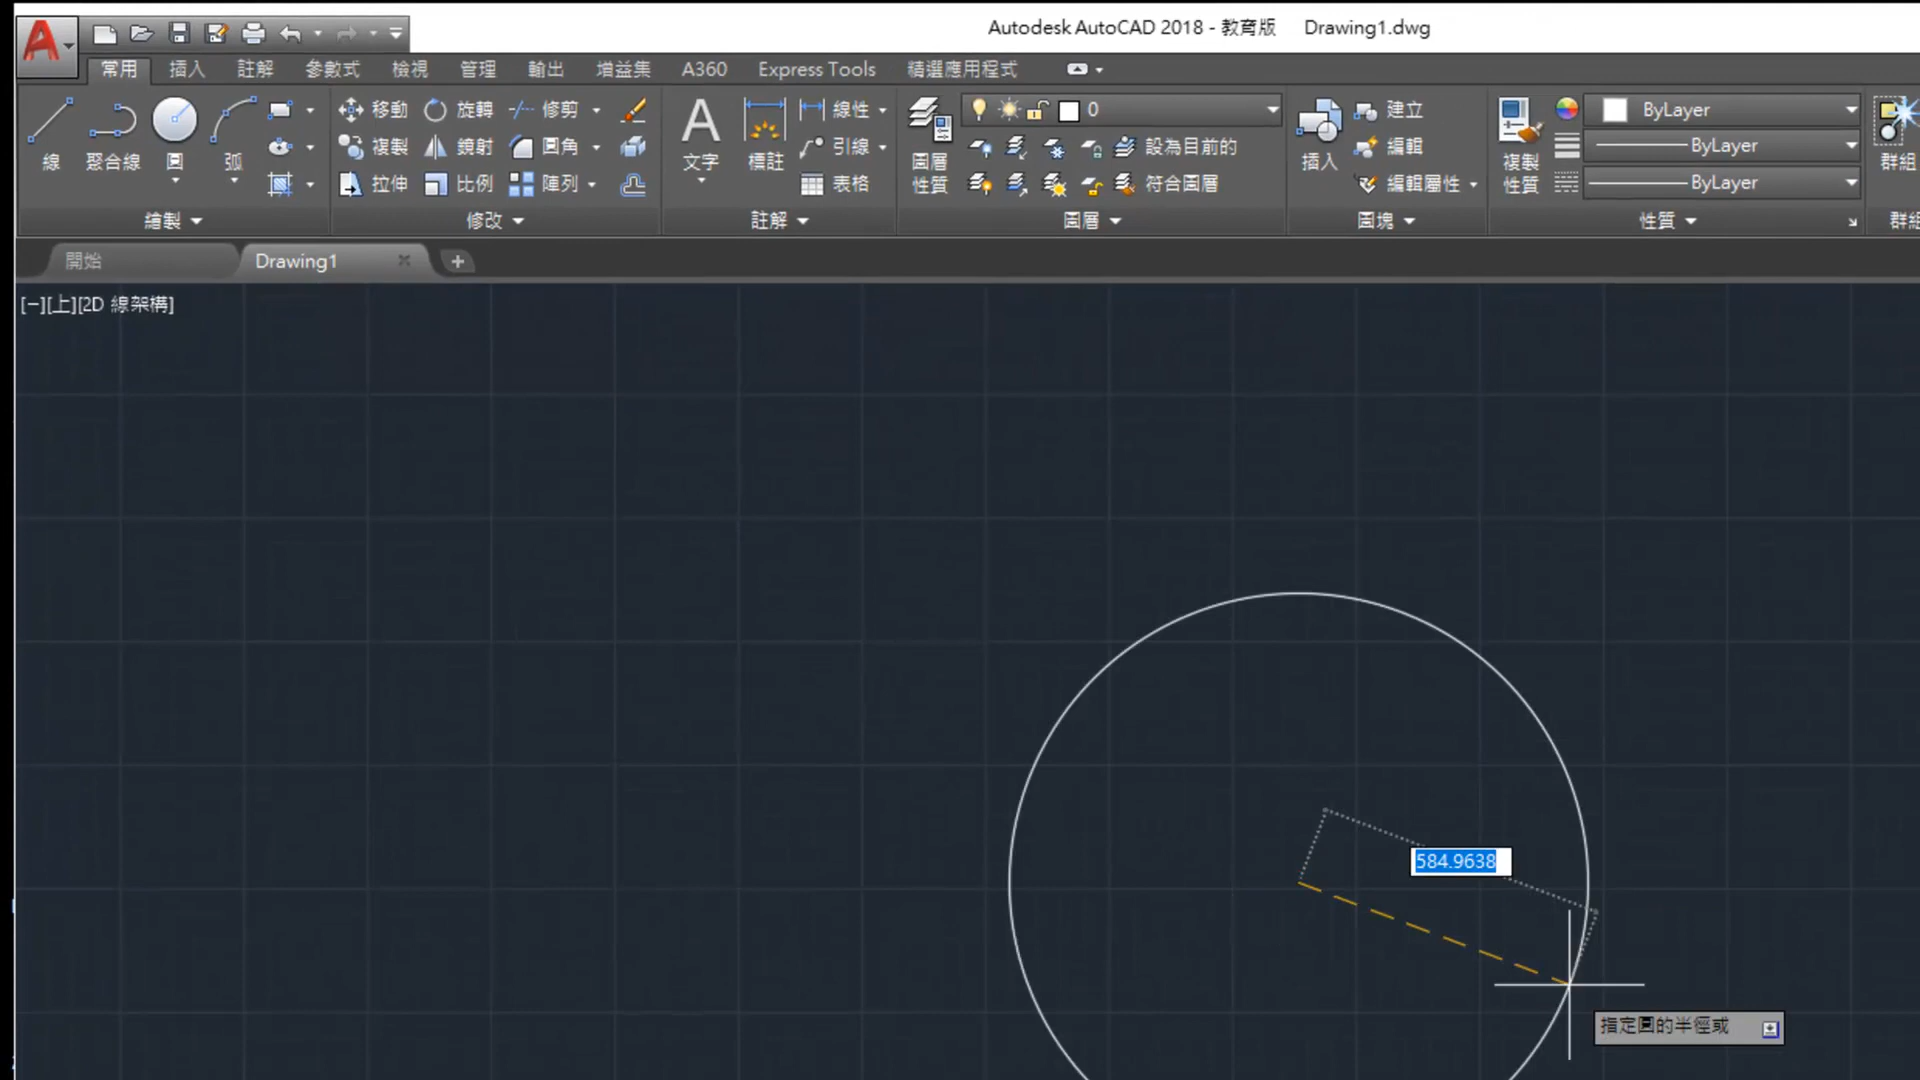 Autodesk AutoCAD 2018 - 教育版 Drawing1.dwg
常用 插入 註解 參數式 檢視 管理 輸出 增益集 A360 Express Tools 精選應用程式
線 聚合線 圓 弧
移動 旋轉 修剪
複製 鏡射 圓角
拉伸 比例 陣列
文字 標註
線性
引線
表格
圖層
性質
0
設為目前的
符合圖層
插入
建立
編輯
編輯屬性
複製
性質
ByLayer
ByLayer
ByLayer
群組
繪製 修改 註解 圖層 圖塊 性質 群組
開始 Drawing1
[−][上][2D 線架構]
584.9638
指定圓的半徑或